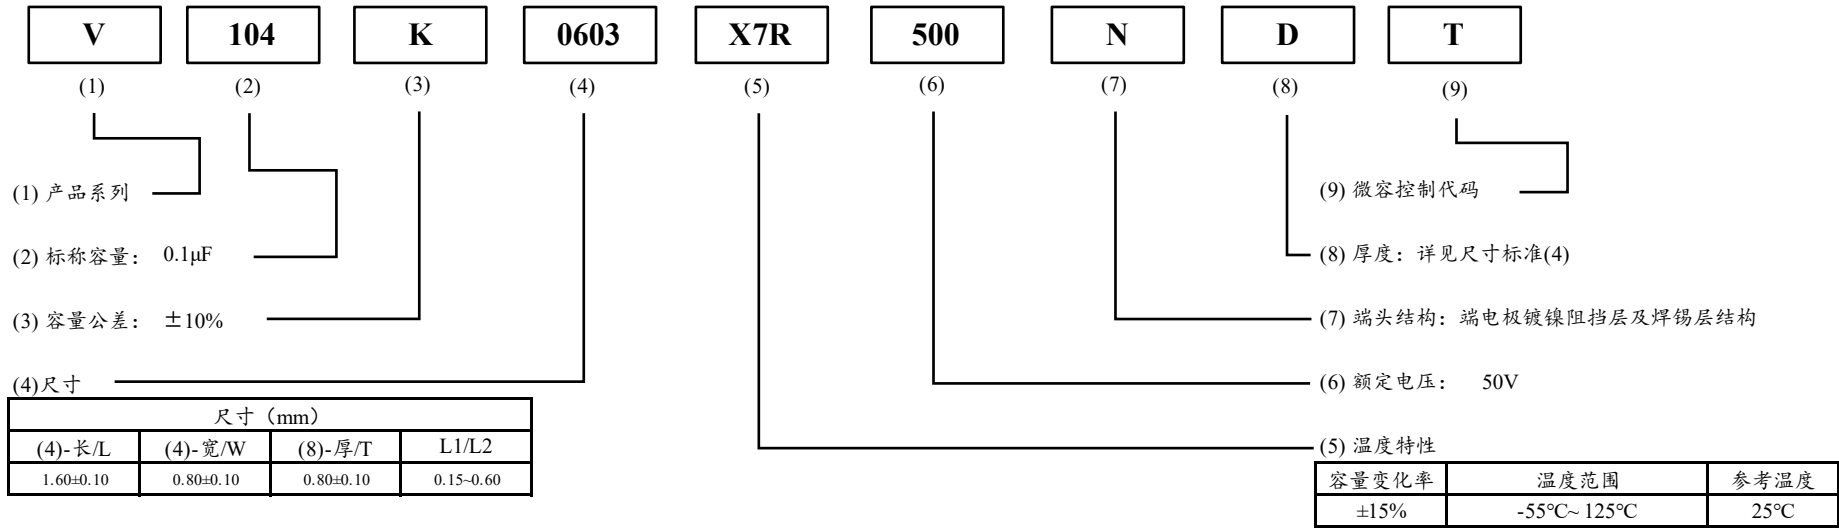 V 104 K 0603 X7R 500 N D T
(1) (2) (3) (4) (5) (6) (7) (8) (9)
(1) 产品系列
(9) 微容控制代码
(2) 标称容量： 0.1μF
(8) 厚度：详见尺寸标准(4)
(3) 容量公差： ±10%
(7) 端头结构：端电极镀镍阻挡层及焊锡层结构
(4)尺寸
(6) 额定电压： 50V
尺寸（mm）
(4)-长/L (4)-宽/W (8)-厚/T L1/L2
1.60±0.10 0.80±0.10 0.80±0.10 0.15~0.60
(5) 温度特性
容量变化率 温度范围 参考温度
±15% -55℃~ 125℃ 25℃